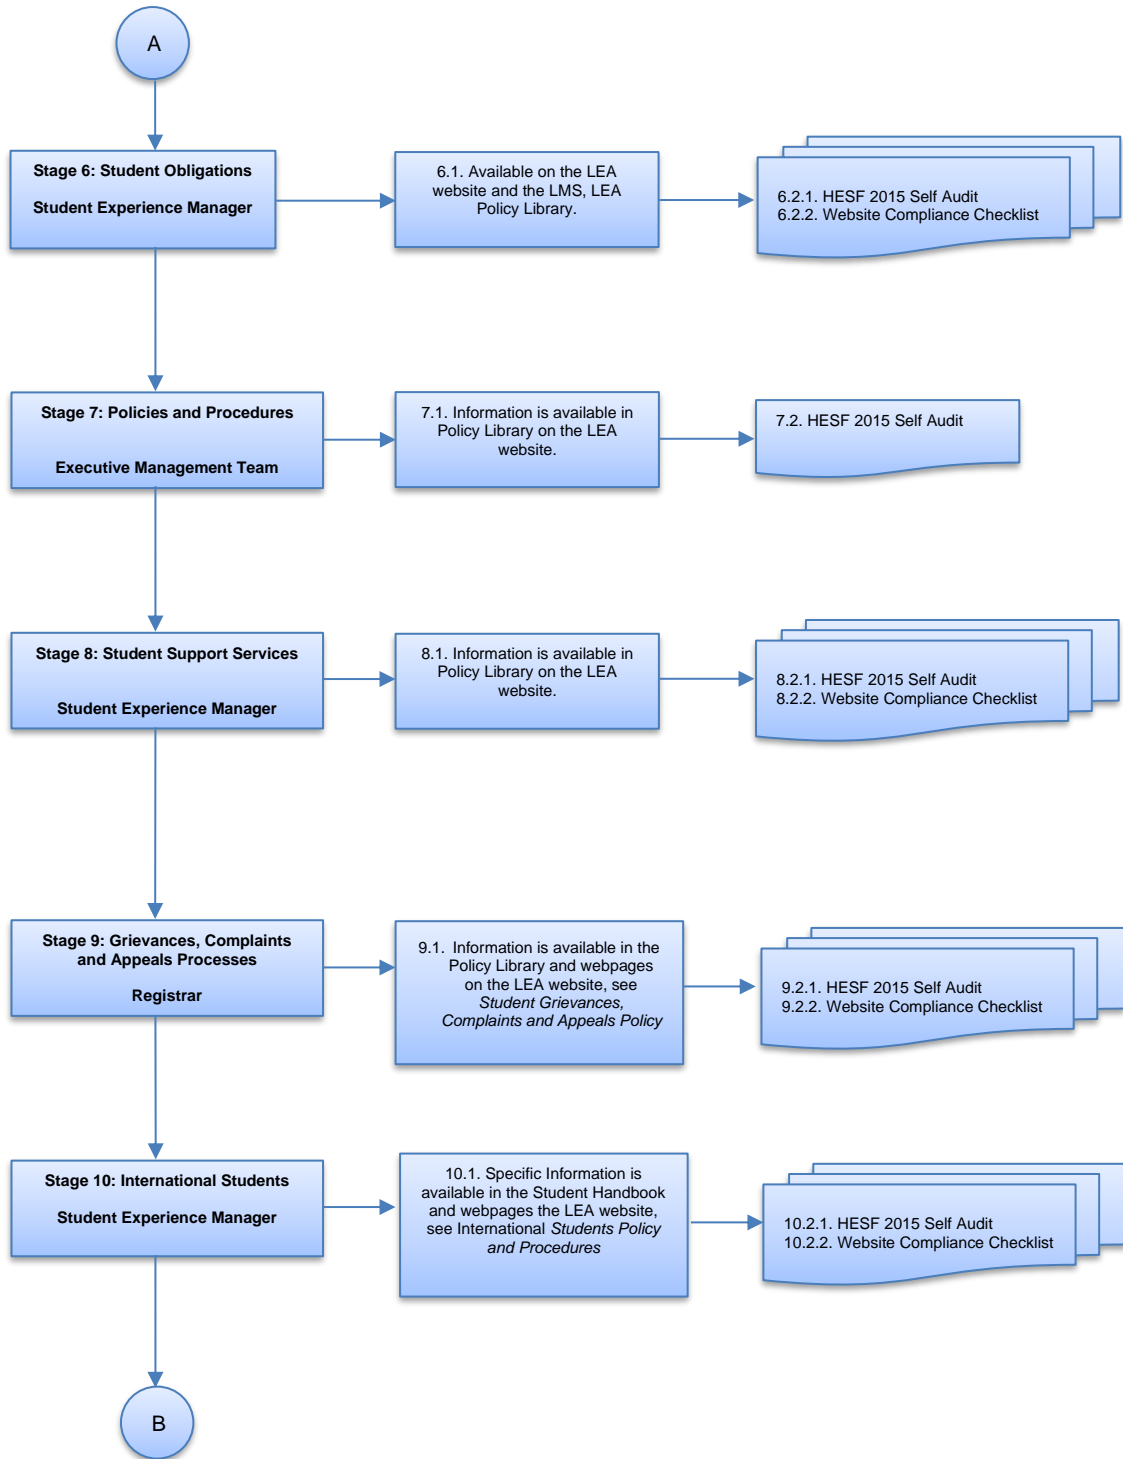 A
Stage 6: Student Obligations
Student Experience Manager
6.1. Available on the LEA
website and the LMS, LEA
Policy Library.
6.2.1. HESF 2015 Self Audit
6.2.2. Website Compliance Checklist
Stage 7: Policies and Procedures
Executive Management Team
7.1. Information is available in
Policy Library on the LEA
website.
7.2. HESF 2015 Self Audit
Stage 8: Student Support Services
Student Experience Manager
8.1. Information is available in
Policy Library on the LEA
website.
8.2.1. HESF 2015 Self Audit
8.2.2. Website Compliance Checklist
Stage 9: Grievances, Complaints
and Appeals Processes
Registrar
9.1. Information is available in the
Policy Library and webpages
on the LEA website, see
Student Grievances,
Complaints and Appeals Policy
9.2.1. HESF 2015 Self Audit
9.2.2. Website Compliance Checklist
Stage 10: International Students
Student Experience Manager
10.1. Specific Information is
available in the Student Handbook
and webpages the LEA website,
see International Students Policy
and Procedures
10.2.1. HESF 2015 Self Audit
10.2.2. Website Compliance Checklist
B